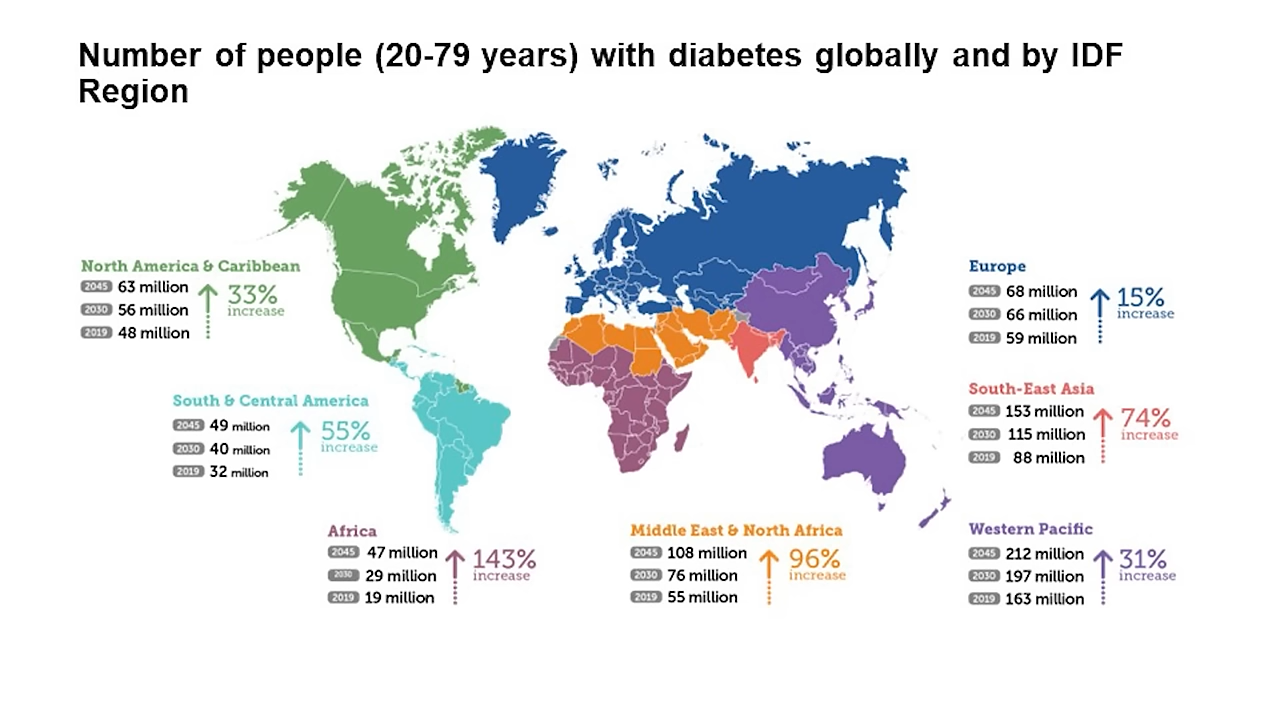 Number of people (20-79 years) with diabetes globally and by IDF
Region
North America & Caribbean
2045 63 million
2030 56 million
2019 48 million
33%
increase
South & Central America
2045 49 million
2030 40 million
2019 32 million
55%
increase
Africa
2045 47 million
2030 29 million
2019 19 million
143%
increase
Middle East & North Africa
2045 108 million
2030 76 million
2019 55 million
96%
increase
Europe
2045 68 million
2030 66 million
2019 59 million
15%
increase
South-East Asia
2045 153 million
2030 115 million
2019 88 million
74%
increase
Western Pacific
2045 212 million
2030 197 million
2019 163 million
31%
increase